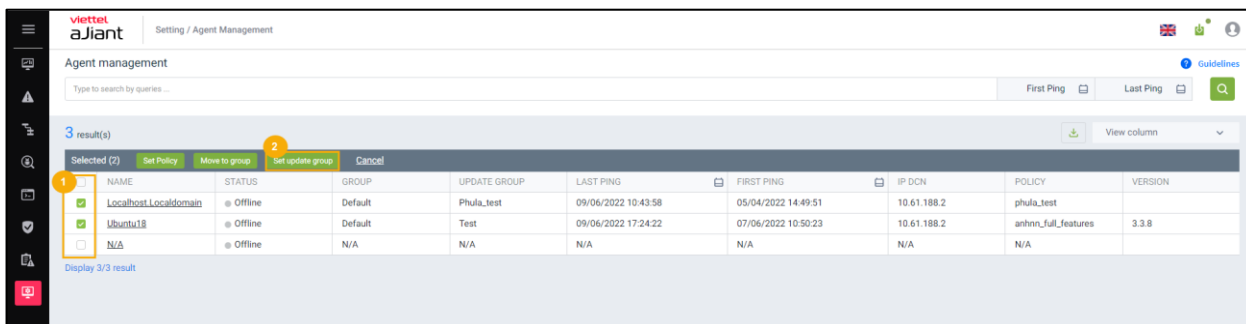 viettel
aJiant
Setting / Agent Management
Agent management
? Guidelines
Type to search by queries ...
First Ping
Last Ping
3 result(s)
View column
2
Selected (2) Set Policy Move to group Set update group Cancel
1
NAME STATUS GROUP UPDATE GROUP LAST PING FIRST PING IP DCN POLICY VERSION
Localhost.Localdomain Offline Default Phula_test 09/06/2022 10:43:58 05/04/2022 14:49:51 10.61.188.2 phula_test
Ubuntu18 Offline Default Test 09/06/2022 17:24:22 07/06/2022 10:50:23 10.61.188.2 anhnn_full_features 3.3.8
N/A Offline N/A N/A N/A N/A N/A N/A
Display 3/3 result